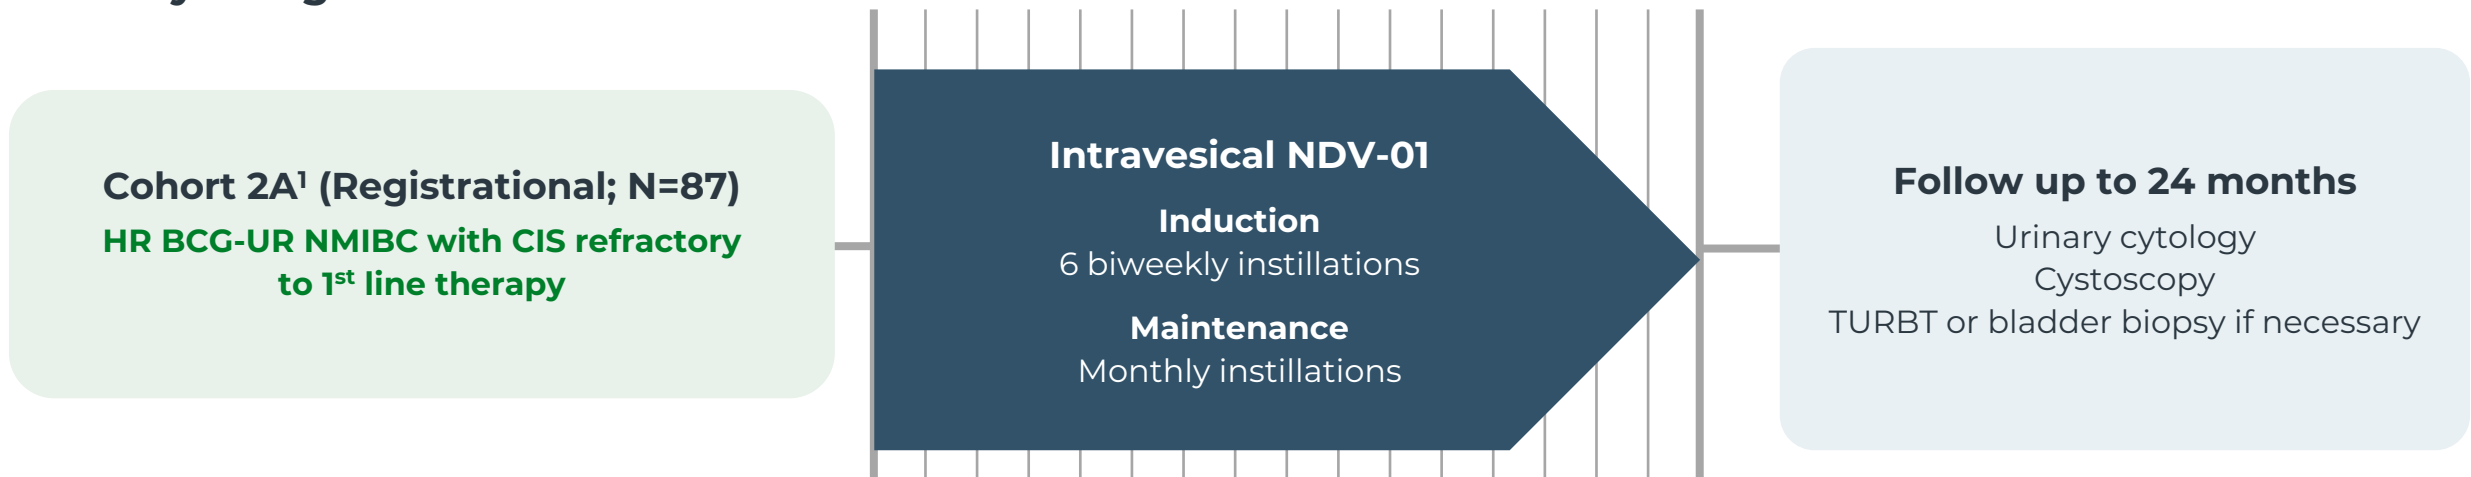 Cohort 2A¹ (Registrational; N=87)
HR BCG-UR NMIBC with CIS refractory
to 1ˢᵗ line therapy
Intravesical NDV-01
Induction
6 biweekly instillations
Maintenance
Monthly instillations
Follow up to 24 months
Urinary cytology
Cystoscopy
TURBT or bladder biopsy if necessary